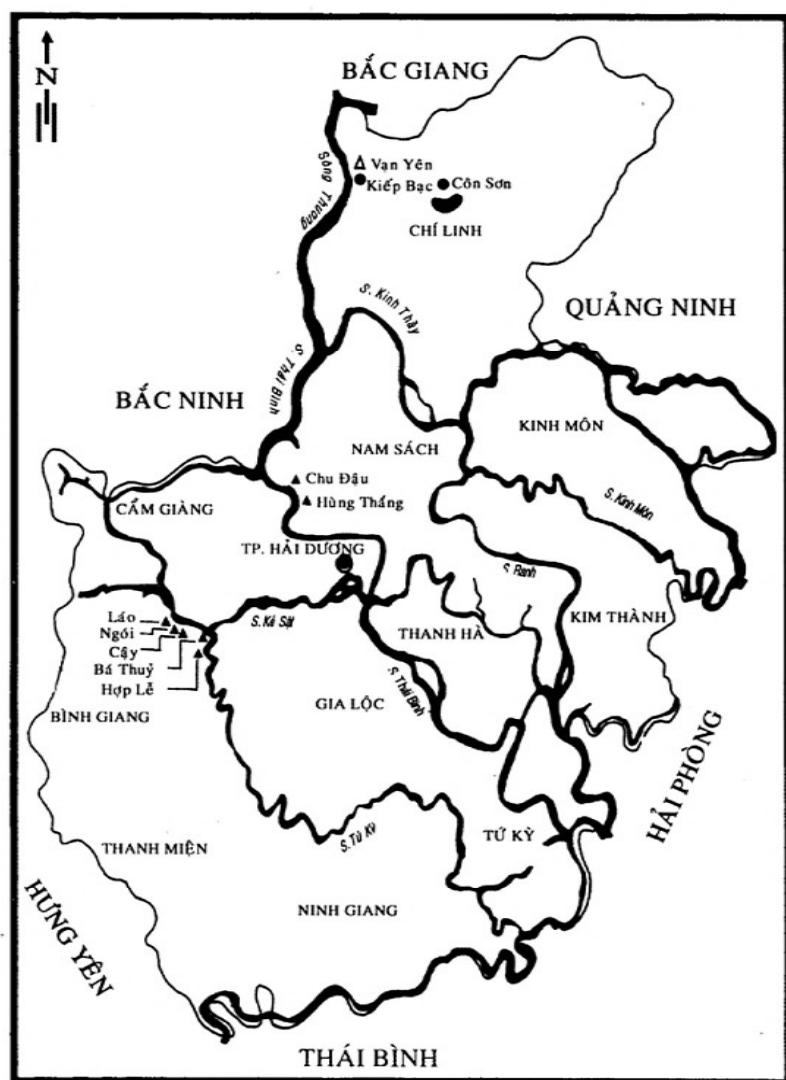 N
BẮC GIANG
Sông Thương
Vạn Yên
Kiếp Bạc
Côn Sơn
CHÍ LINH
S. Kinh Thầy
QUẢNG NINH
S. Thái Bình
BẮC NINH
KINH MÔN
NAM SÁCH
Chu Đậu
Hùng Thắng
CẨM GIÀNG
S. Kinh Môn
TP. HẢI DƯƠNG
S. Ranh
Láo
Ngói
Cậy
Bá Thuỷ
Hợp Lễ
S. Kẻ Sặt
THANH HÀ
KIM THÀNH
S. Thái Bình
GIA LỘC
BÌNH GIANG
HẢI PHÒNG
THANH MIỆN
S. Tứ Kỳ
TỨ KỲ
NINH GIANG
HƯNG YÊN
THÁI BÌNH